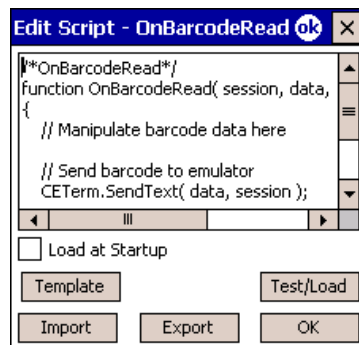 Edit Script - OnBarcodeRead ok
/*OnBarcodeRead*/
function OnBarcodeRead( session, data,
{
// Manipulate barcode data here
// Send barcode to emulator
CETerm.SendText( data, session );
Load at Startup
Template Test/Load
Import Export OK